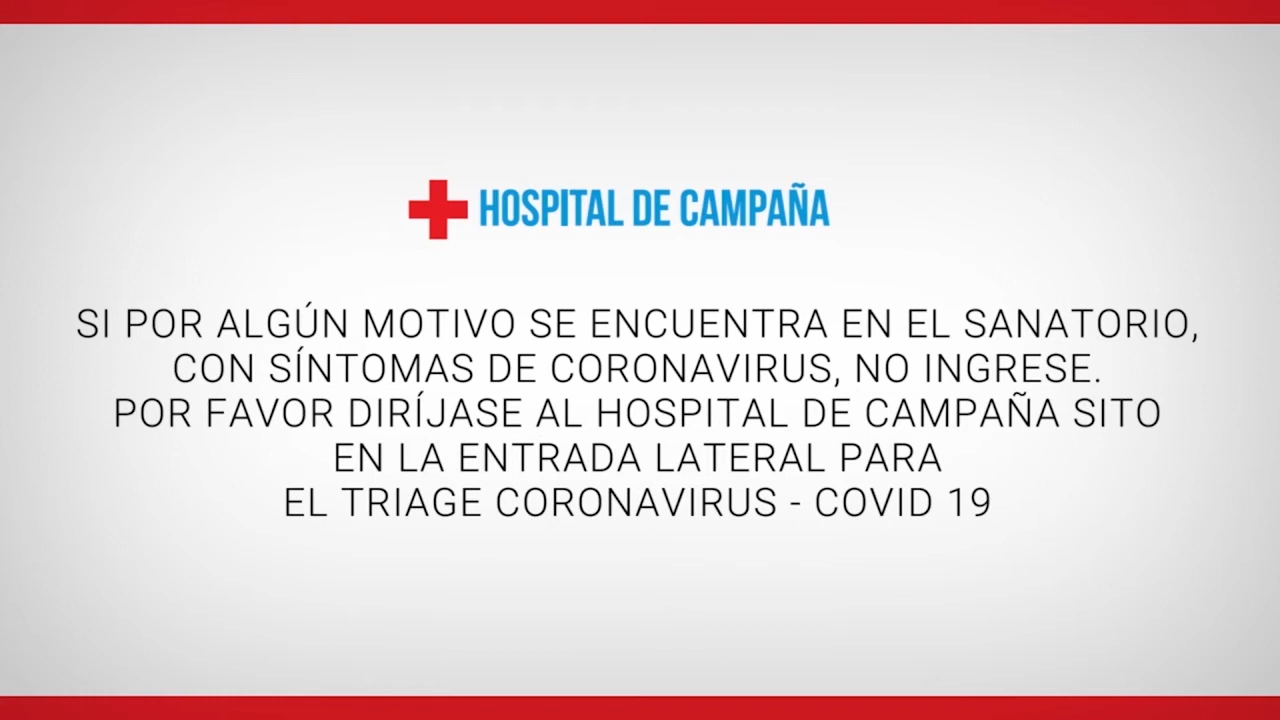 HOSPITAL DE CAMPAÑA
SI POR ALGÚN MOTIVO SE ENCUENTRA EN EL SANATORIO,
CON SÍNTOMAS DE CORONAVIRUS, NO INGRESE.
POR FAVOR DIRÍJASE AL HOSPITAL DE CAMPAÑA SITO
EN LA ENTRADA LATERAL PARA
EL TRIAGE CORONAVIRUS - COVID 19